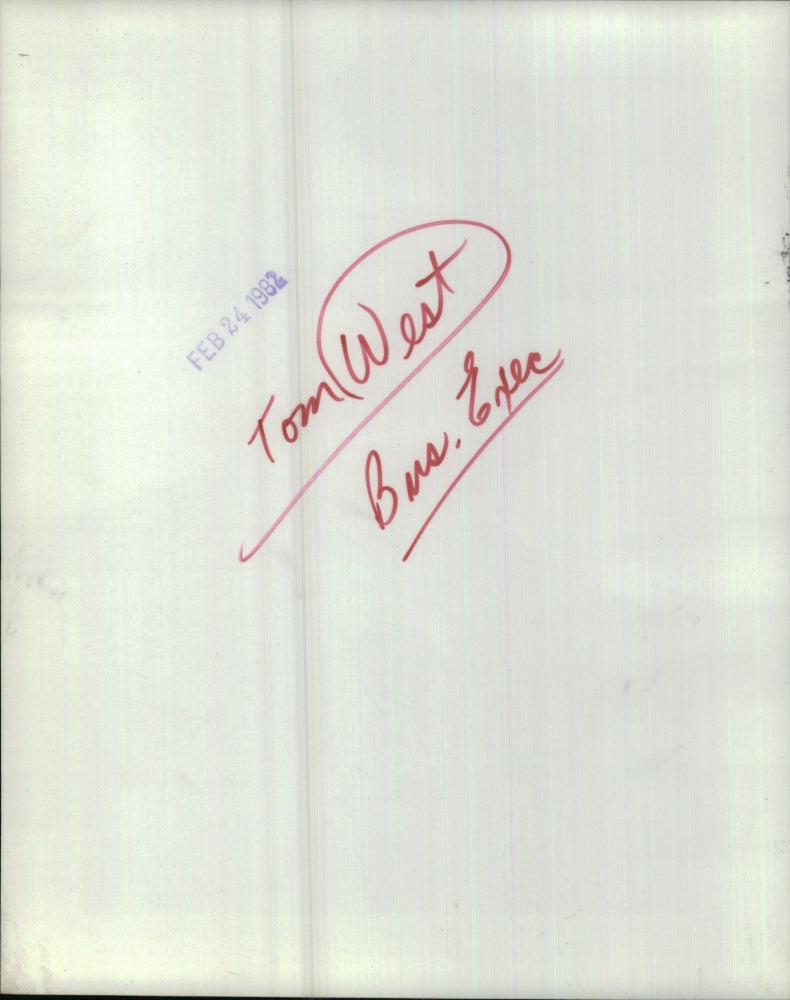 FEB 24 1982
Tom West
Bus. Exec